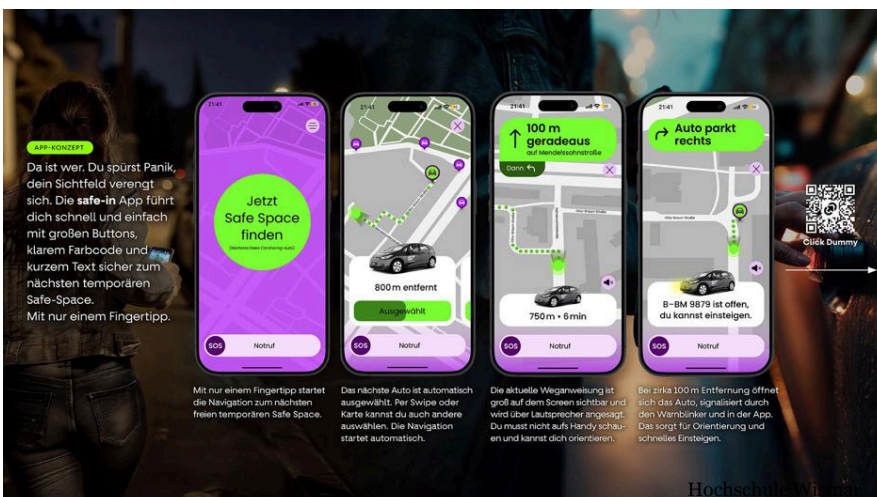 APP-KONZEPT
Da ist wer. Du spürst Panik,
dein Sichtfeld verengt
sich. Die safe-in App führt
dich schnell und einfach
mit großen Buttons,
klarem Farbcode und
kurzem Text sicher zum
nächsten temporären
Safe-Space.
Mit nur einem Fingertipp.
21:41
Jetzt
Safe Space
finden
SOS
Notruf
Mit nur einem Fingertipp startet
die Navigation zum nächsten
freien temporären Safe Space.
21:41
800 m entfernt
Ausgewählt
SOS
Notruf
Das nächste Auto ist automatisch
ausgewählt. Per Swipe oder
Karte kannst du auch andere
auswählen. Die Navigation
startet automatisch.
21:41
100 m
geradeaus
auf Mendelssohnstraße
Dann
750 m • 6 min
SOS
Notruf
Die aktuelle Weganweisung ist
groß auf dem Screen sichtbar und
wird über Lautsprecher angesagt.
Du musst nicht aufs Handy schau-
en und kannst dich orientieren.
21:41
Auto parkt
rechts
B–BM 9879 ist offen,
du kannst einsteigen.
SOS
Notruf
Bei zirka 100 m Entfernung öffnet
sich das Auto, signalisiert durch
den Warnblinker und in der App.
Das sorgt für Orientierung und
schnelles Einsteigen.
Click Dummy
Hochschule Wismar